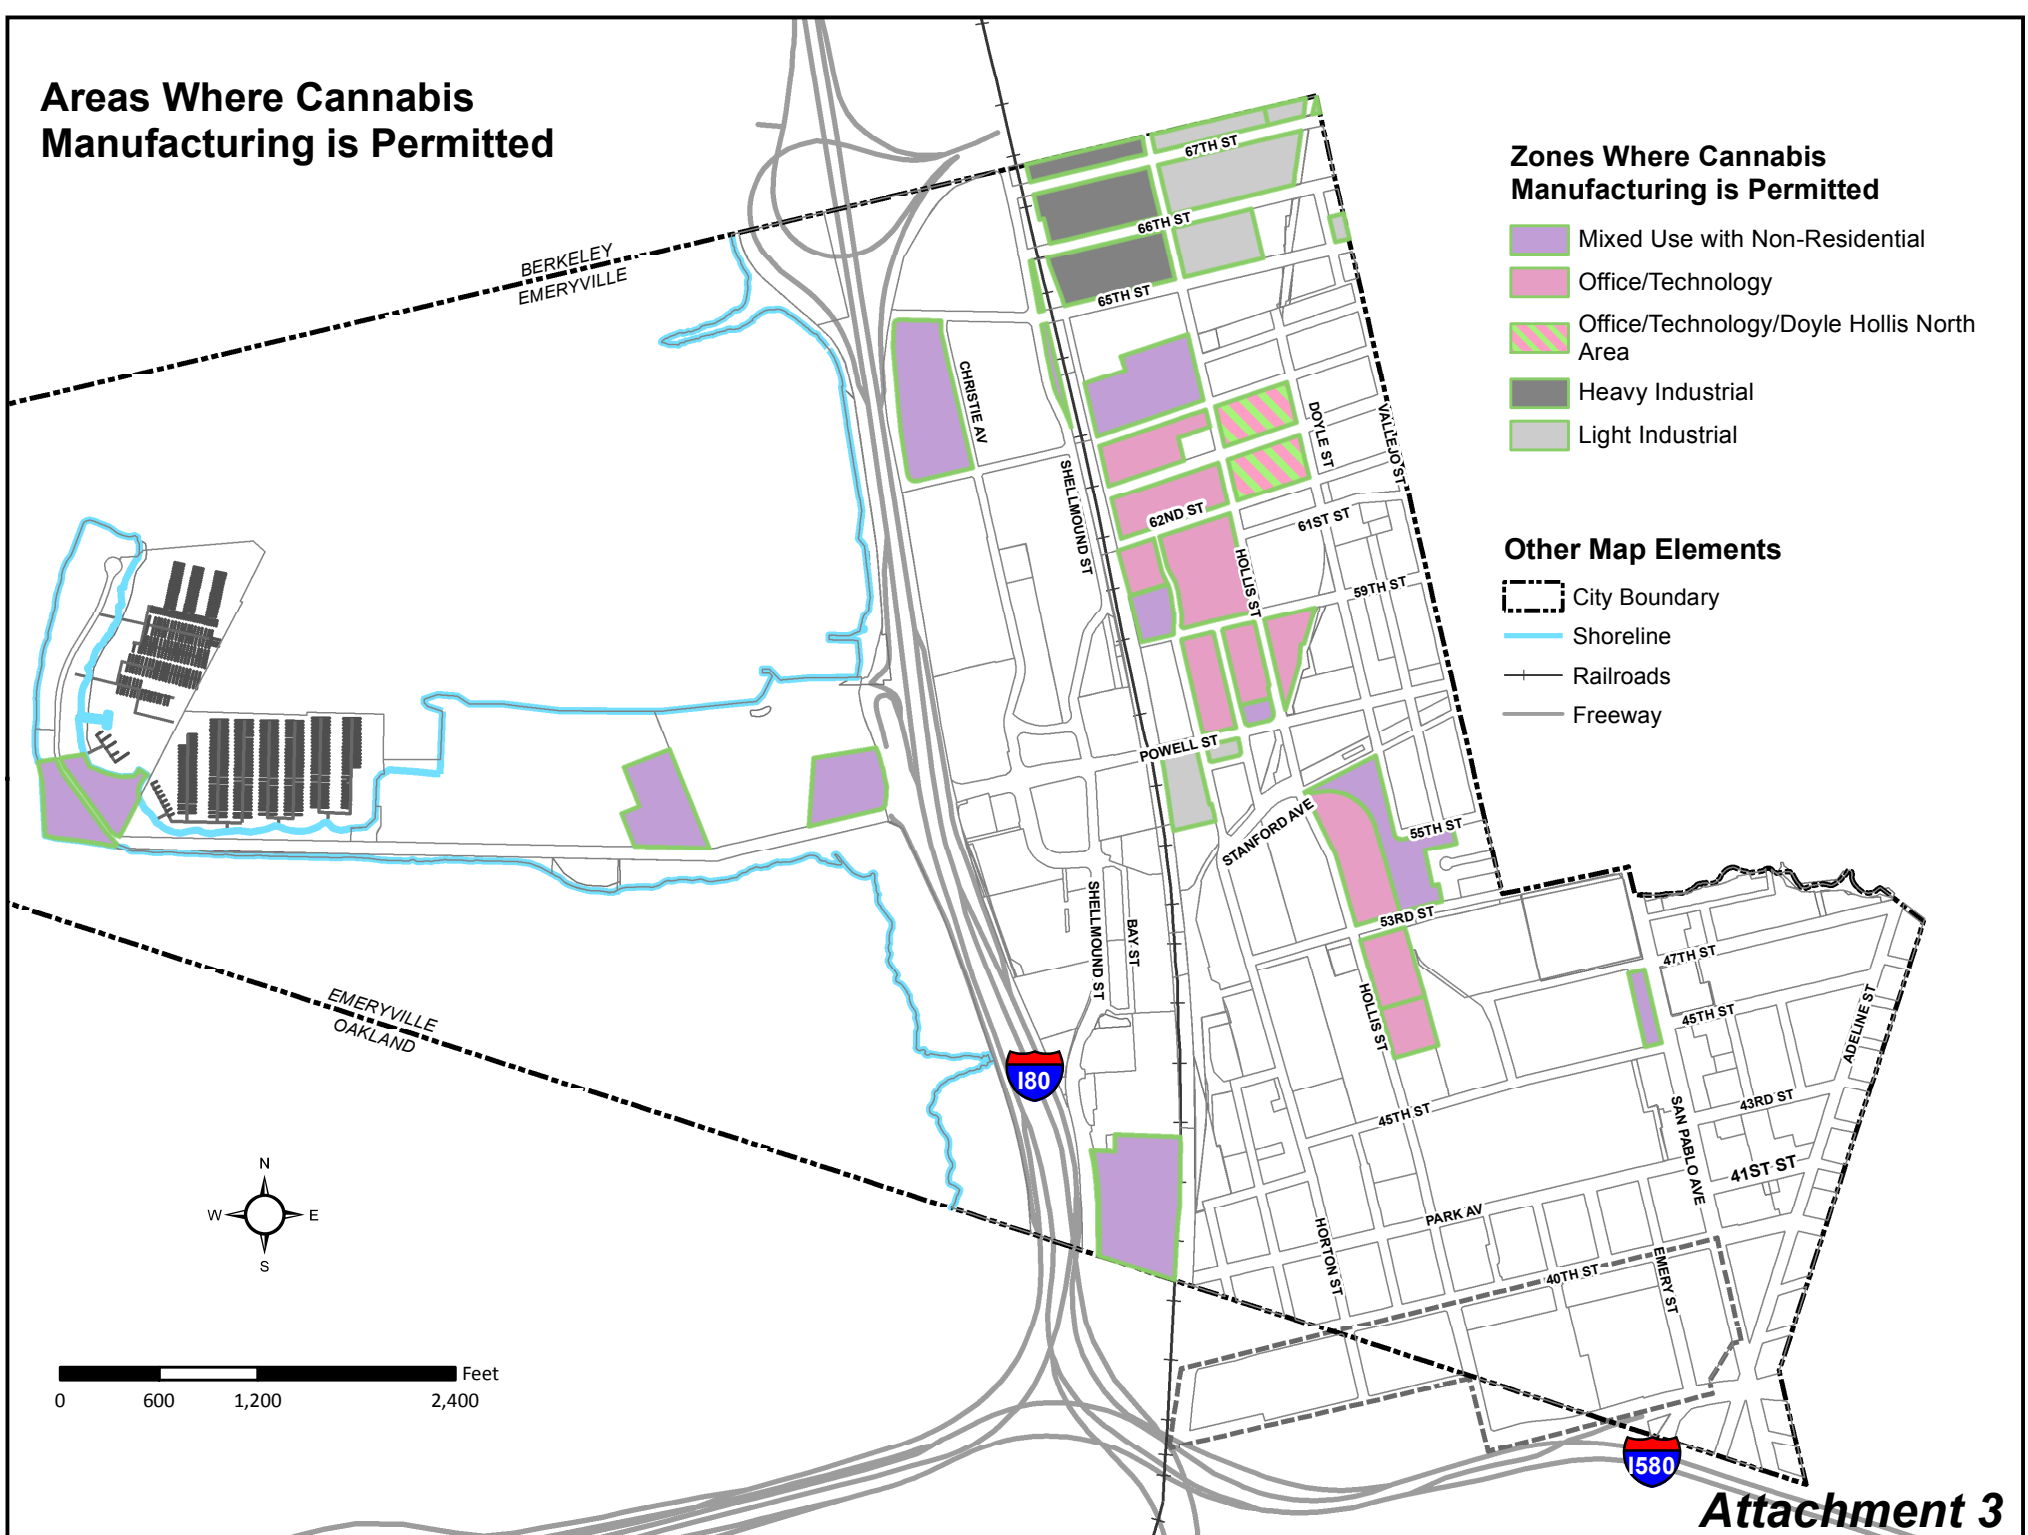 Areas Where Cannabis
Manufacturing is Permitted
Zones Where Cannabis
Manufacturing is Permitted
Mixed Use with Non-Residential
Office/Technology
Office/Technology/Doyle Hollis North
Area
Heavy Industrial
Light Industrial
Other Map Elements
City Boundary
Shoreline
Railroads
Freeway
BERKELEY
EMERYVILLE
67TH ST
66TH ST
65TH ST
CHRISTIE AV
SHELLMOUND ST
DOYLE ST
VALLEJO ST
62ND ST
61ST ST
HOLLIS ST
59TH ST
POWELL ST
STANFORD AVE
55TH ST
53RD ST
SHELLMOUND ST
BAY ST
HOLLIS ST
47TH ST
45TH ST
ADELINE ST
EMERYVILLE
OAKLAND
I80
45TH ST
43RD ST
SAN PABLO AVE
41ST ST
PARK AV
HORTON ST
40TH ST
EMERY ST
N
W
E
S
Feet
0
600
1,200
2,400
I580
Attachment 3